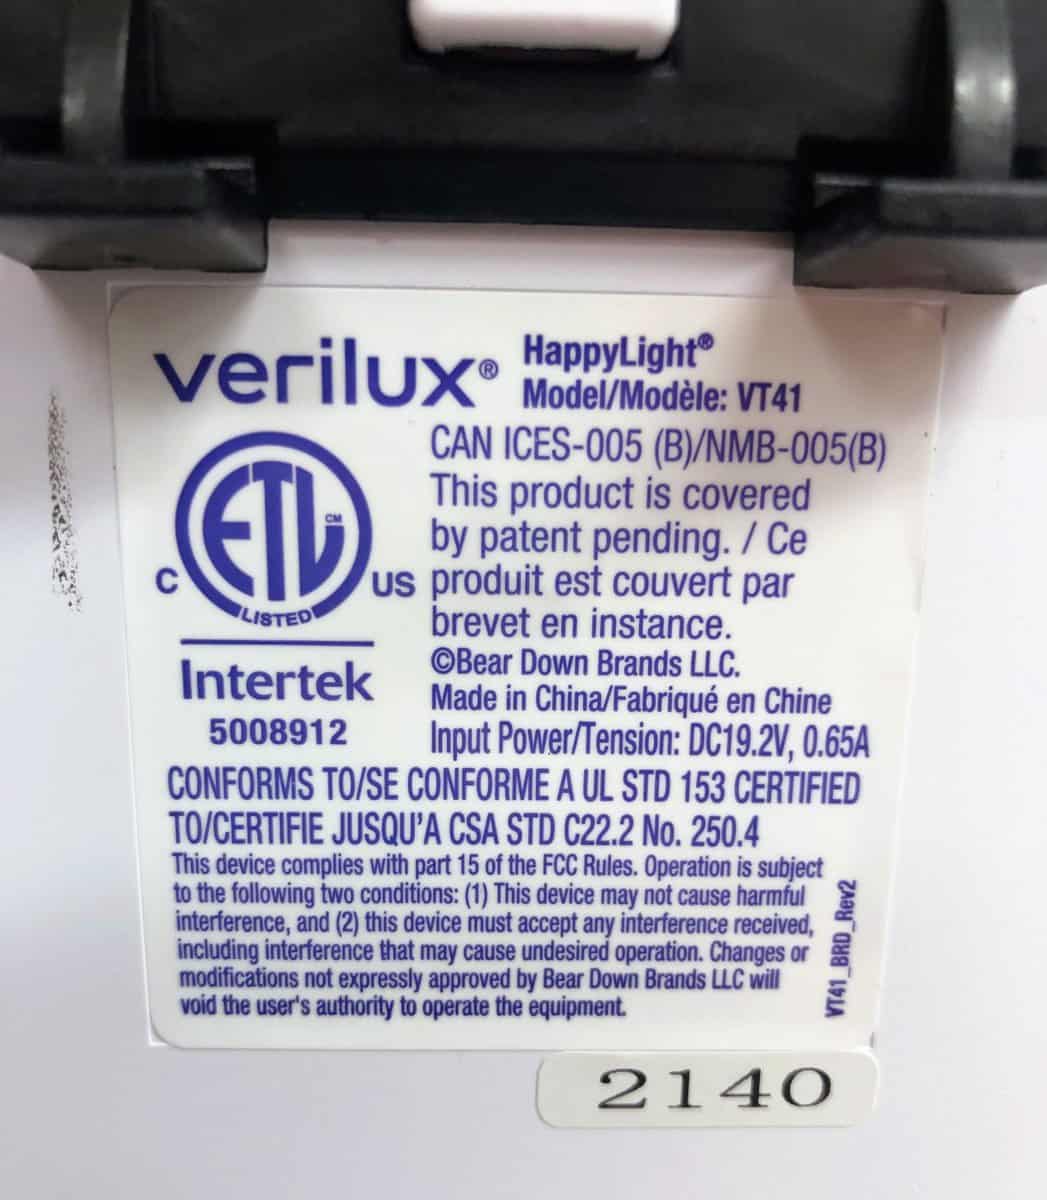 verilux®
HappyLight®
Model/Modèle: VT41
CAN ICES-005 (B)/NMB-005(B)
This product is covered
by patent pending. / Ce
produit est couvert par
brevet en instance.
©Bear Down Brands LLC.
Made in China/Fabriqué en Chine
Input Power/Tension: DC19.2V, 0.65A
ETL CM
C US
LISTED
Intertek
5008912
CONFORMS TO/SE CONFORME A UL STD 153 CERTIFIED
TO/CERTIFIE JUSQU'A CSA STD C22.2 No. 250.4
This device complies with part 15 of the FCC Rules. Operation is subject
to the following two conditions: (1) This device may not cause harmful
interference, and (2) this device must accept any interference received,
including interference that may cause undesired operation. Changes or
modifications not expressly approved by Bear Down Brands LLC will
void the user's authority to operate the equipment.
VT41_BRD_Rev2
2140